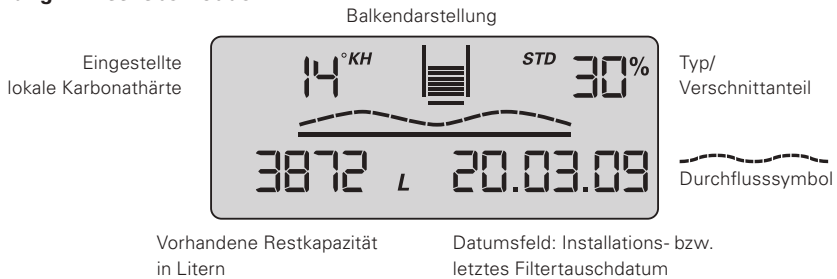 Balkendarstellung
Eingestellte
lokale Karbonathärte
14 °KH
STD 30%
Typ/
Verschnittanteil
3872 L 20.03.09
Durchflusssymbol
Vorhandene Restkapazität
in Litern
Datumsfeld: Installations- bzw.
letztes Filtertauschdatum